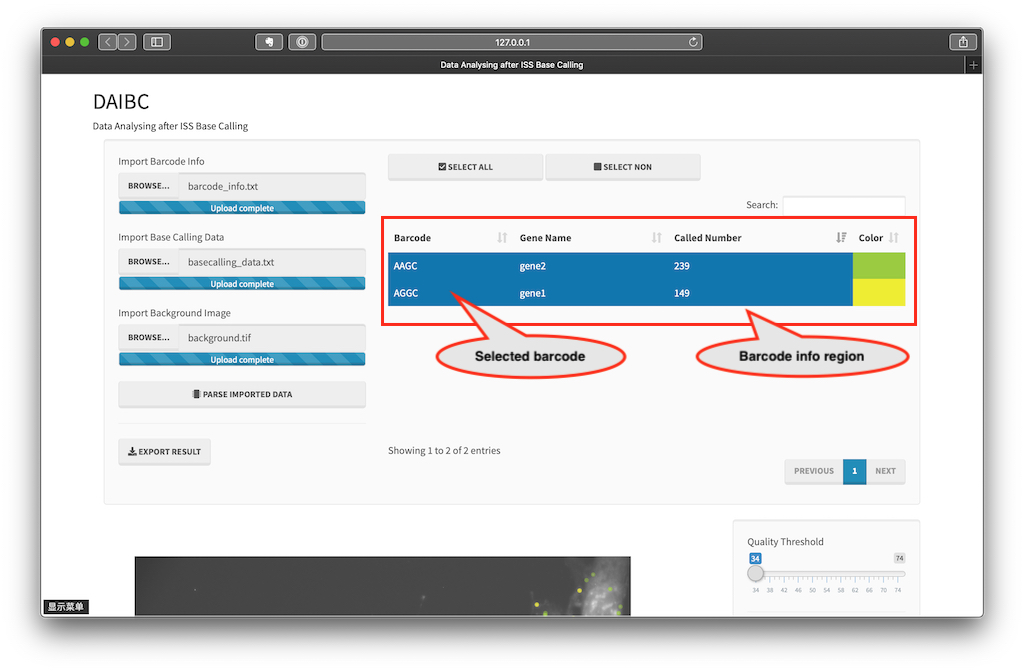 127.0.0.1
Data Analysing after ISS Base Calling
DAIBC
Data Analysing after ISS Base Calling
Import Barcode Info
BROWSE... barcode_info.txt
Upload complete
Import Base Calling Data
BROWSE... basecalling_data.txt
Upload complete
Import Background Image
BROWSE... background.tif
Upload complete
PARSE IMPORTED DATA
EXPORT RESULT
SELECT ALL SELECT NON
Search:
Barcode Gene Name Called Number Color
AAGC gene2 239
AGGC gene1 149
Selected barcode Barcode info region
Showing 1 to 2 of 2 entries
PREVIOUS 1 NEXT
Quality Threshold
34 74
34 38 42 46 50 54 58 62 66 70 74
显示菜单